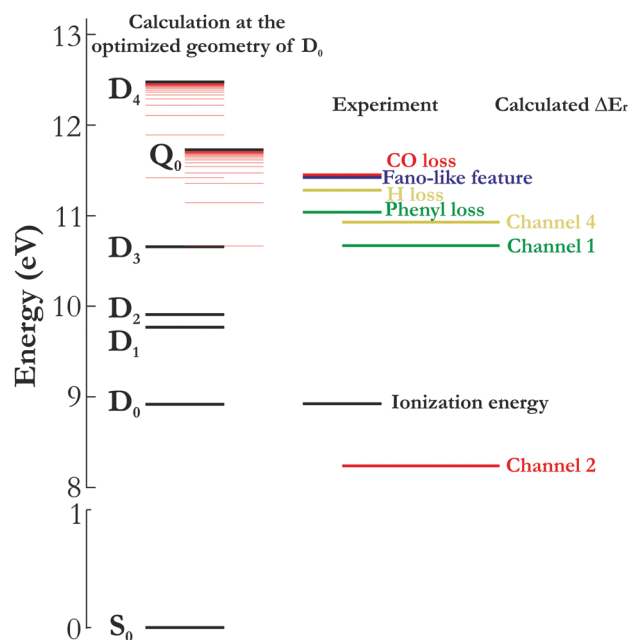 Calculation at the
optimized geometry of D₀
13
D₄
12
Experiment
Calculated ΔEᵣ
Q₀
CO loss
Fano-like feature
H loss
11
Phenyl loss
Channel 4
D₃
Channel 1
Energy (eV)
10
D₂
D₁
9
D₀
Ionization energy
Channel 2
8
1
0
S₀